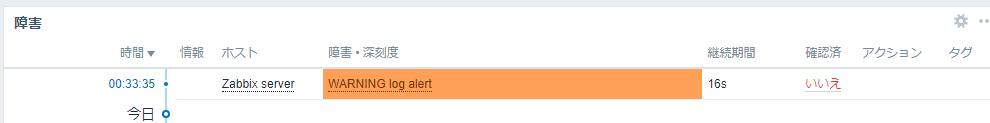 障害
時間 情報 ホスト 障害・深刻度 継続期間 確認済 アクション タグ
00:33:35 Zabbix server WARNING log alert 16s いいえ
今日